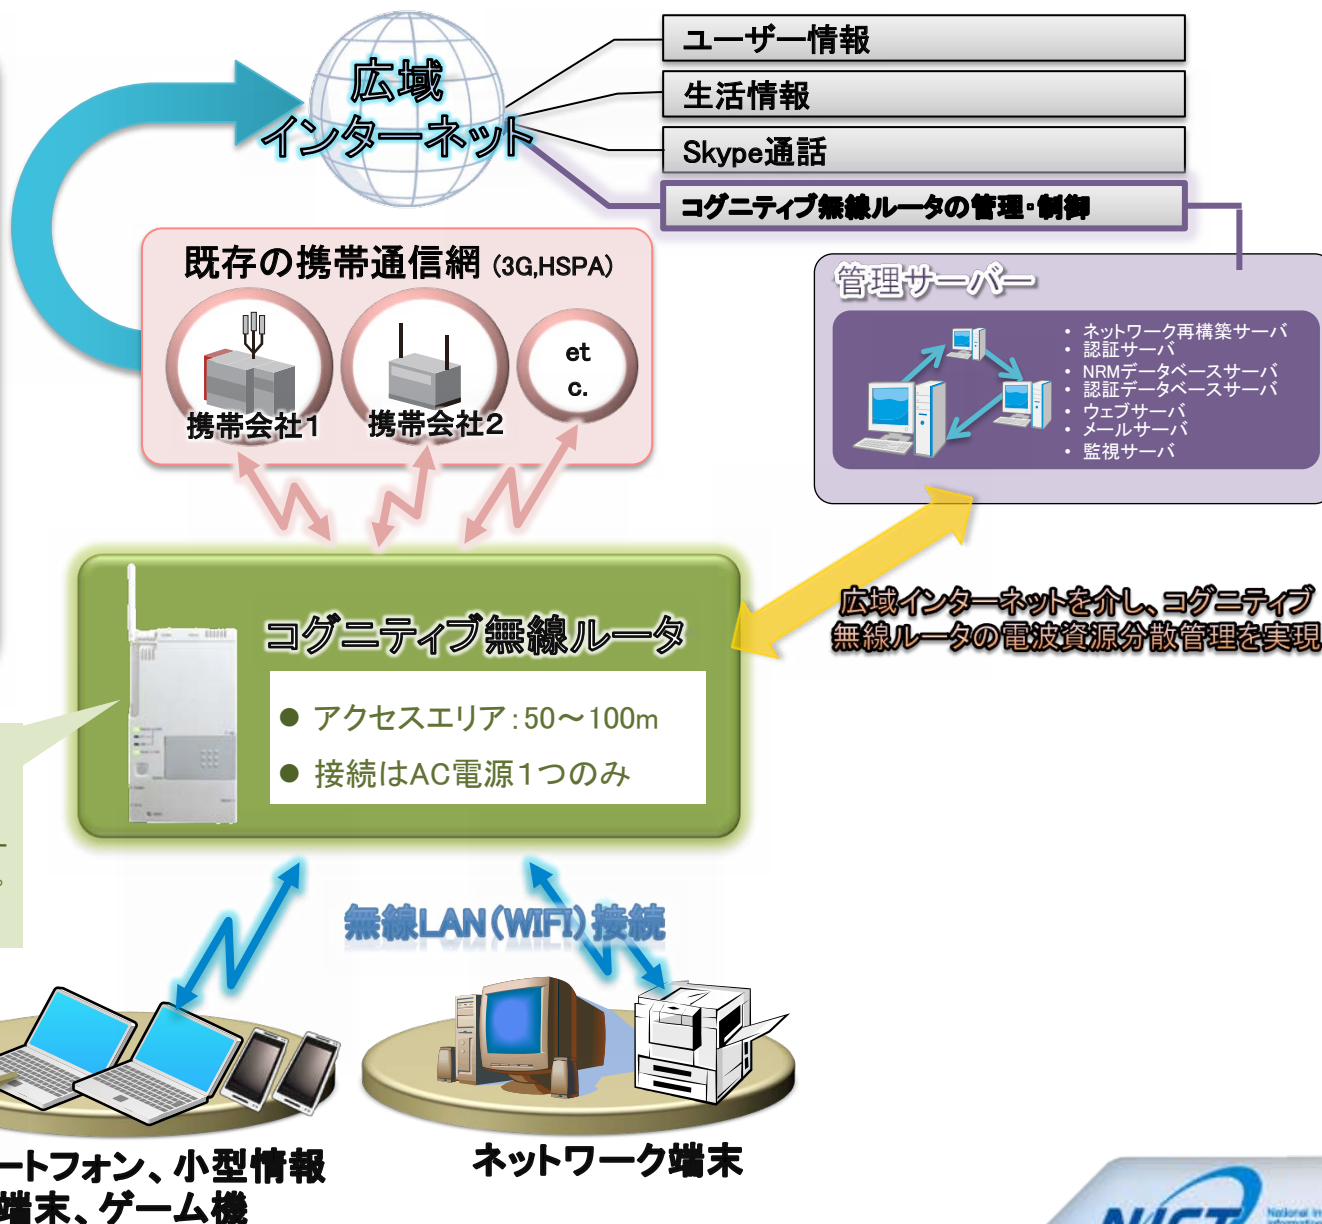 広域
インターネット
ユーザー情報
生活情報
Skype通話
コグニティブ無線ルータの管理・制御
既存の携帯通信網 (3G,HSPA)
携帯会社1
携帯会社2
et
c.
管理サーバー
・ ネットワーク再構築サーバ
・ 認証サーバ
・ NRMデータベースサーバ
・ 認証データベースサーバ
・ ウェブサーバ
・ メールサーバ
・ 監視サーバ
広域インターネットを介し、コグニティブ
無線ルータの電波資源分散管理を実現
コグニティブ無線ルータ
● アクセスエリア:50～100m
● 接続はAC電源1つのみ
無線LAN(WIFI)接続
ートフォン、小型情報
端末、ゲーム機
ネットワーク端末
NICT